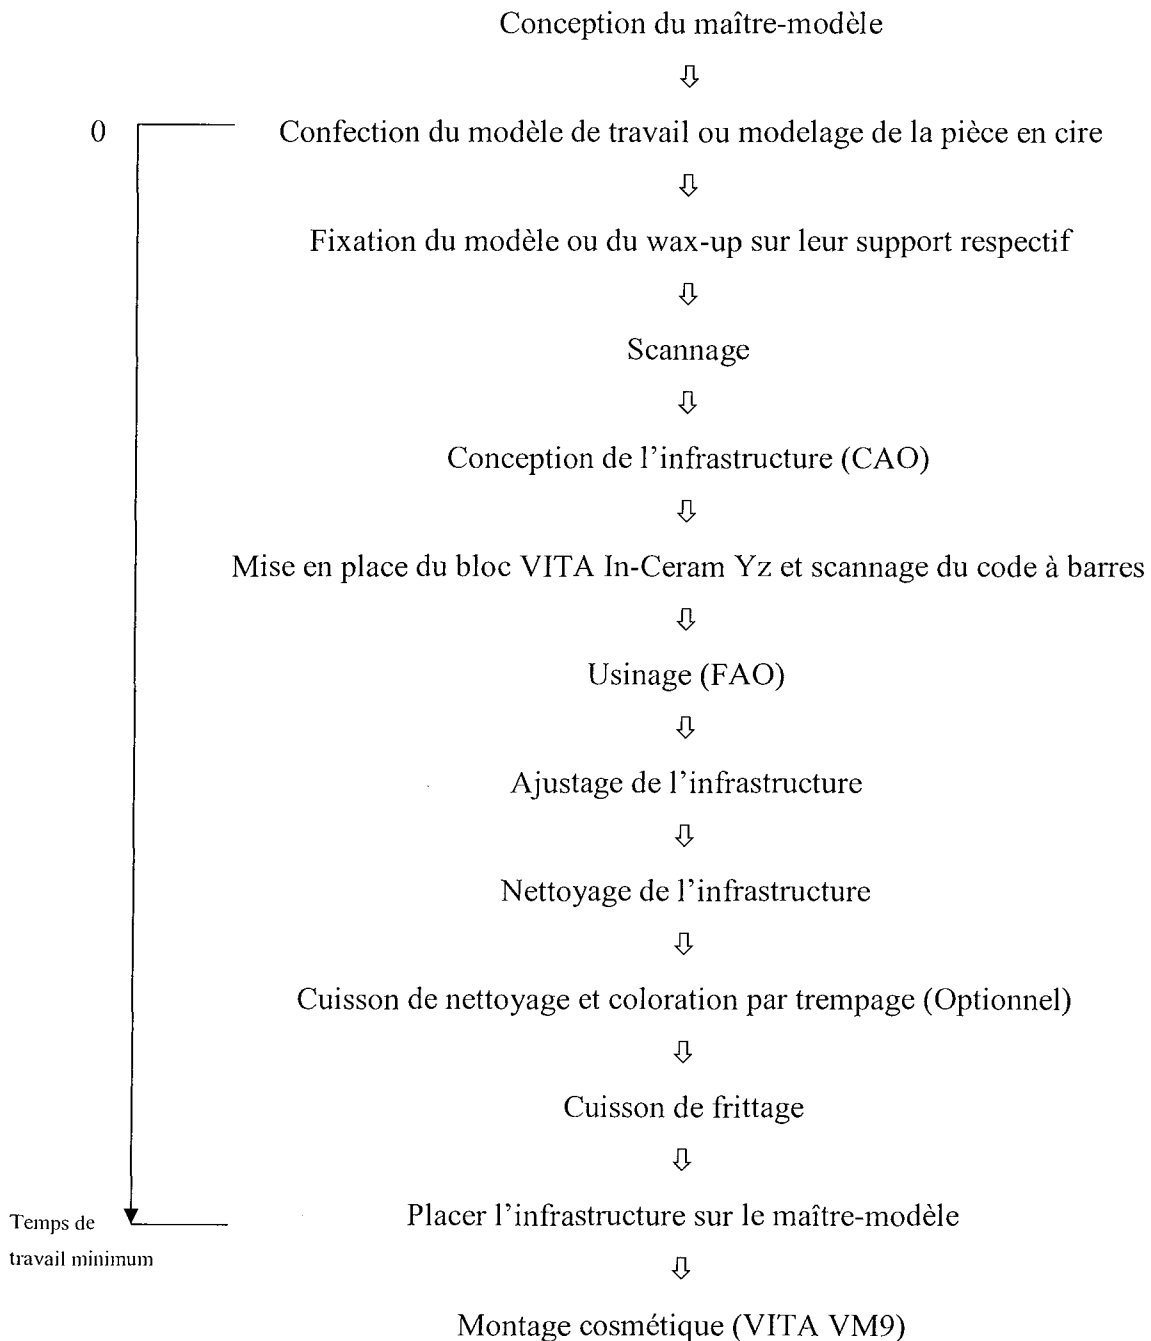 Conception du maître-modèle
⇩
0
Confection du modèle de travail ou modelage de la pièce en cire
⇩
Fixation du modèle ou du wax-up sur leur support respectif
⇩
Scannage
⇩
Conception de l'infrastructure (CAO)
⇩
Mise en place du bloc VITA In-Ceram Yz et scannage du code à barres
⇩
Usinage (FAO)
⇩
Ajustage de l'infrastructure
⇩
Nettoyage de l'infrastructure
⇩
Cuisson de nettoyage et coloration par trempage (Optionnel)
⇩
Cuisson de frittage
⇩
Temps de
travail minimum
Placer l'infrastructure sur le maître-modèle
⇩
Montage cosmétique (VITA VM9)